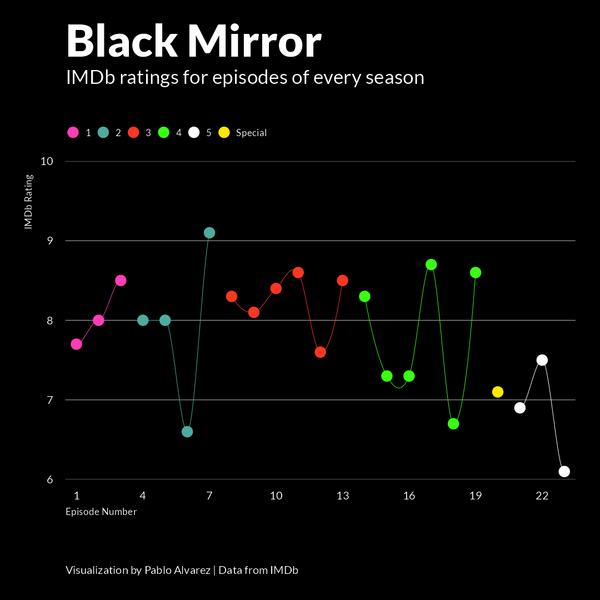 Black Mirror
IMDb ratings for episodes of every season
1 2 3 4 5 Special
10
IMDb Rating
9
8
7
6
1 4 7 10 13 16 19 22
Episode Number
Visualization by Pablo Alvarez | Data from IMDb